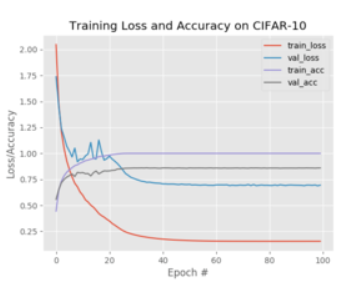 Training Loss and Accuracy on CIFAR-10
train_loss
val_loss
train_acc
val_acc
2.00
1.75
1.50
1.25
1.00
0.75
0.50
0.25
Loss/Accuracy
0 20 40 60 80 100
Epoch #